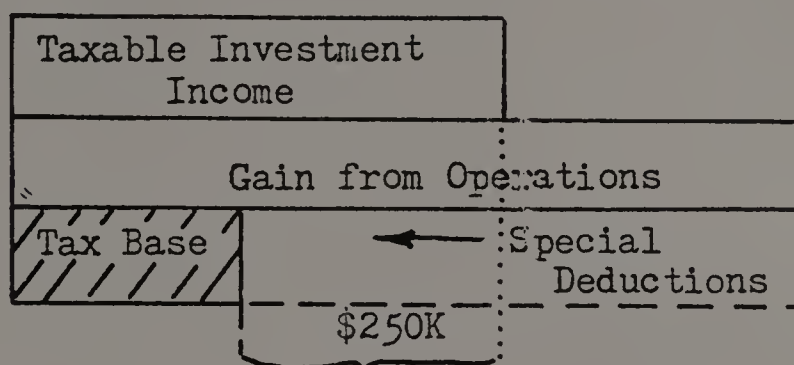 Taxable Investment
Income
Gain from Operations
Tax Base
Special
Deductions
$250K